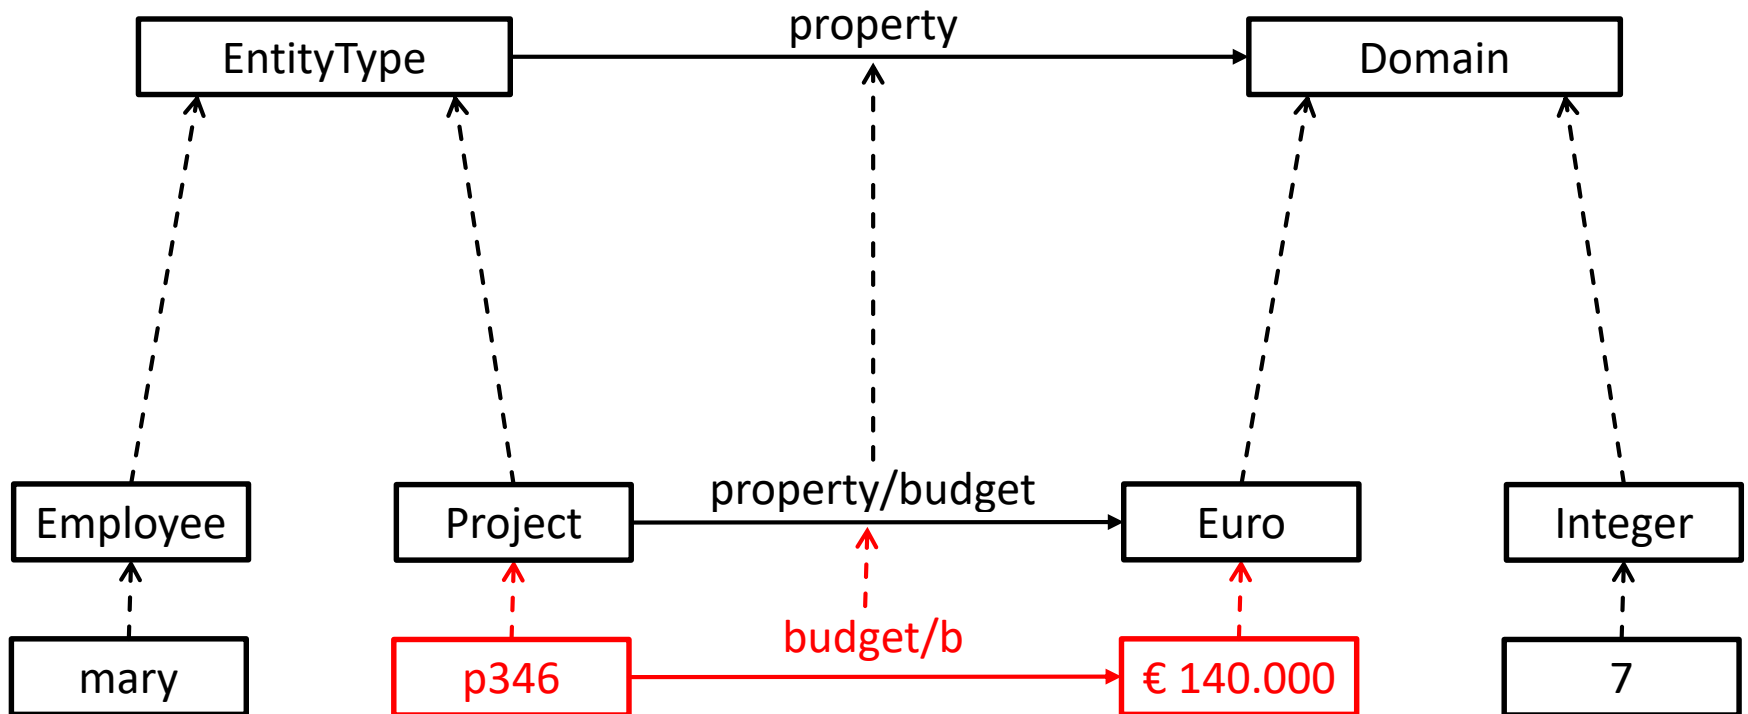 property
EntityType
Domain
property/budget
Employee
Project
Euro
Integer
budget/b
mary
p346
€ 140.000
7